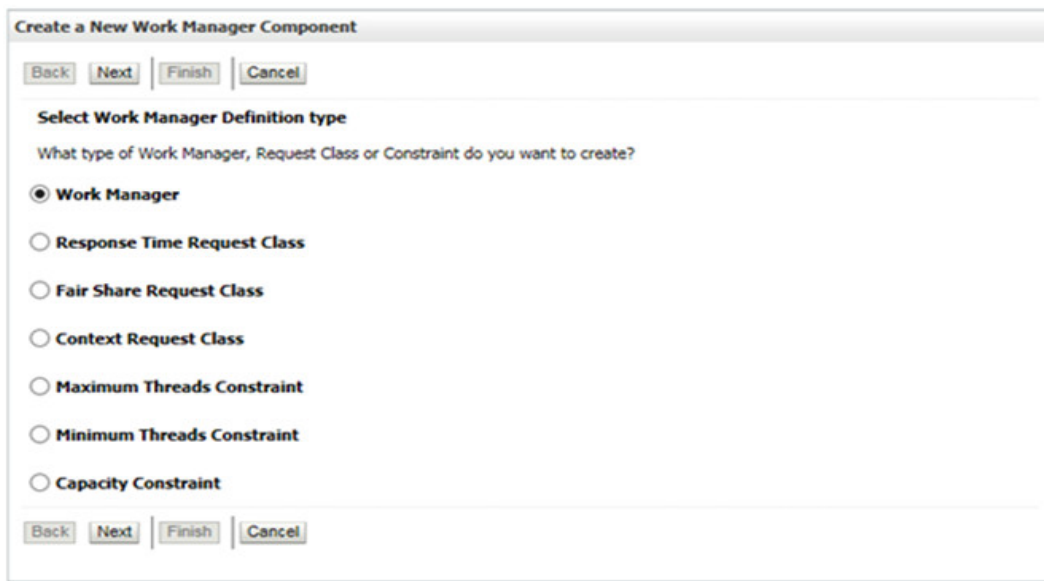 Create a New Work Manager Component
Back Next Finish Cancel
Select Work Manager Definition type
What type of Work Manager, Request Class or Constraint do you want to create?
Work Manager
Response Time Request Class
Fair Share Request Class
Context Request Class
Maximum Threads Constraint
Minimum Threads Constraint
Capacity Constraint
Back Next Finish Cancel